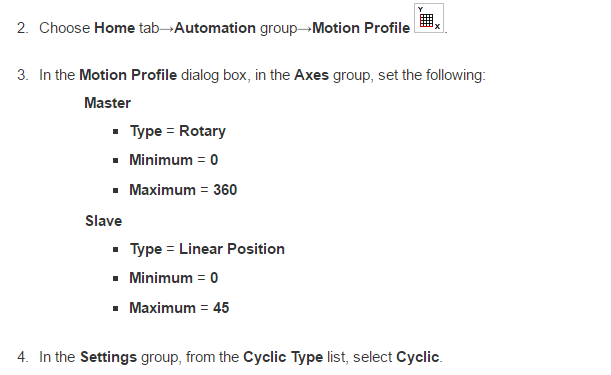 2. Choose Home tab→Automation group→Motion Profile Y X .
3. In the Motion Profile dialog box, in the Axes group, set the following:
Master
▪ Type = Rotary
▪ Minimum = 0
▪ Maximum = 360
Slave
▪ Type = Linear Position
▪ Minimum = 0
▪ Maximum = 45
4. In the Settings group, from the Cyclic Type list, select Cyclic.